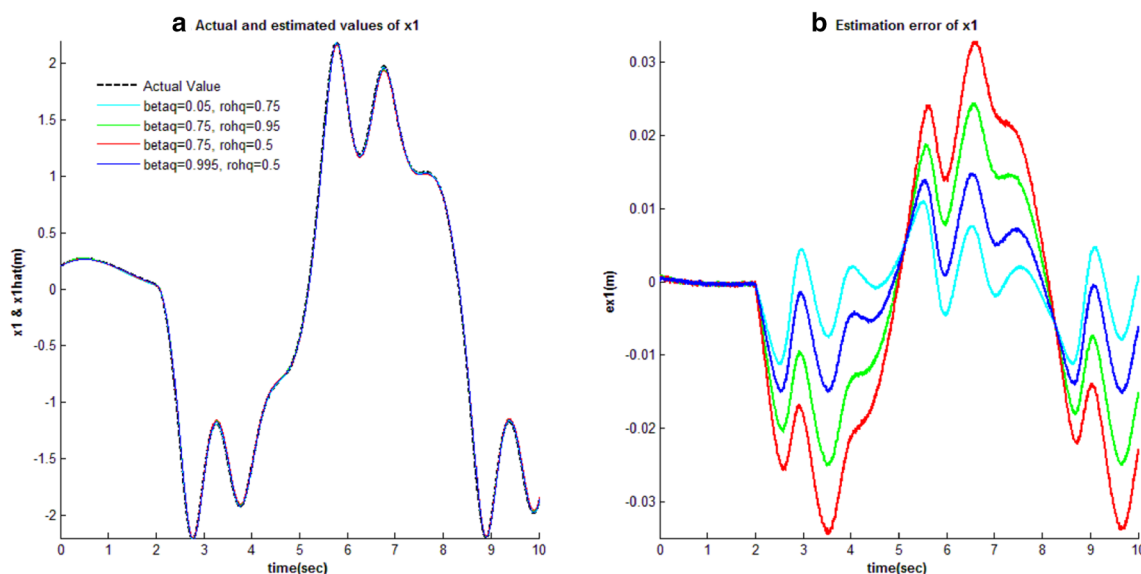 a
Actual and estimated values of x1
x1 & x1hat(m)
2
1.5
1
0.5
0
-0.5
-1
-1.5
-2
Actual Value
betaq=0.05, rohq=0.75
betaq=0.75, rohq=0.95
betaq=0.75, rohq=0.5
betaq=0.995, rohq=0.5
0 1 2 3 4 5 6 7 8 9 10
time(sec)
b
Estimation error of x1
ex1(m)
0.03
0.02
0.01
0
-0.01
-0.02
-0.03
0 1 2 3 4 5 6 7 8 9 10
time(sec)